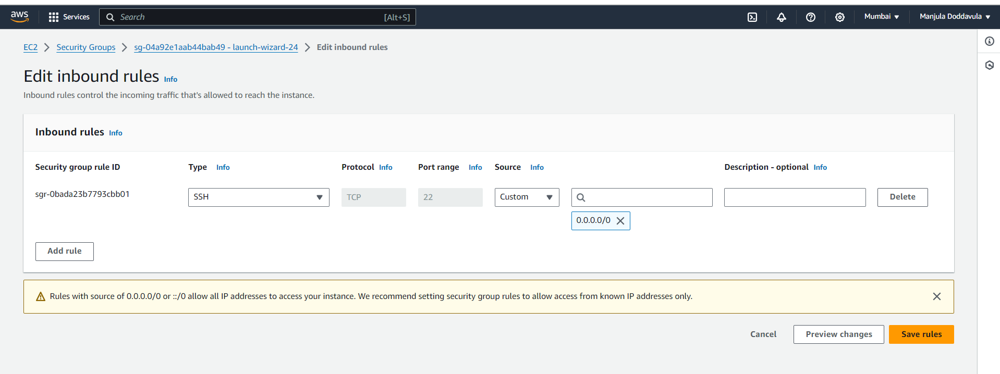 aws Services Search [Alt+S] Mumbai Manjula Doddavula
EC2 Security Groups sg-04a92e1aab44bab49 - launch-wizard-24 Edit inbound rules
Edit inbound rules Info
Inbound rules control the incoming traffic that's allowed to reach the instance.
Inbound rules Info
Security group rule ID Type Info Protocol Info Port range Info Source Info Description - optional Info
sgr-0bada23b7793cbb01 SSH TCP 22 Custom Delete
0.0.0.0/0
Add rule
Rules with source of 0.0.0.0/0 or ::/0 allow all IP addresses to access your instance. We recommend setting security group rules to allow access from known IP addresses only.
Cancel Preview changes Save rules